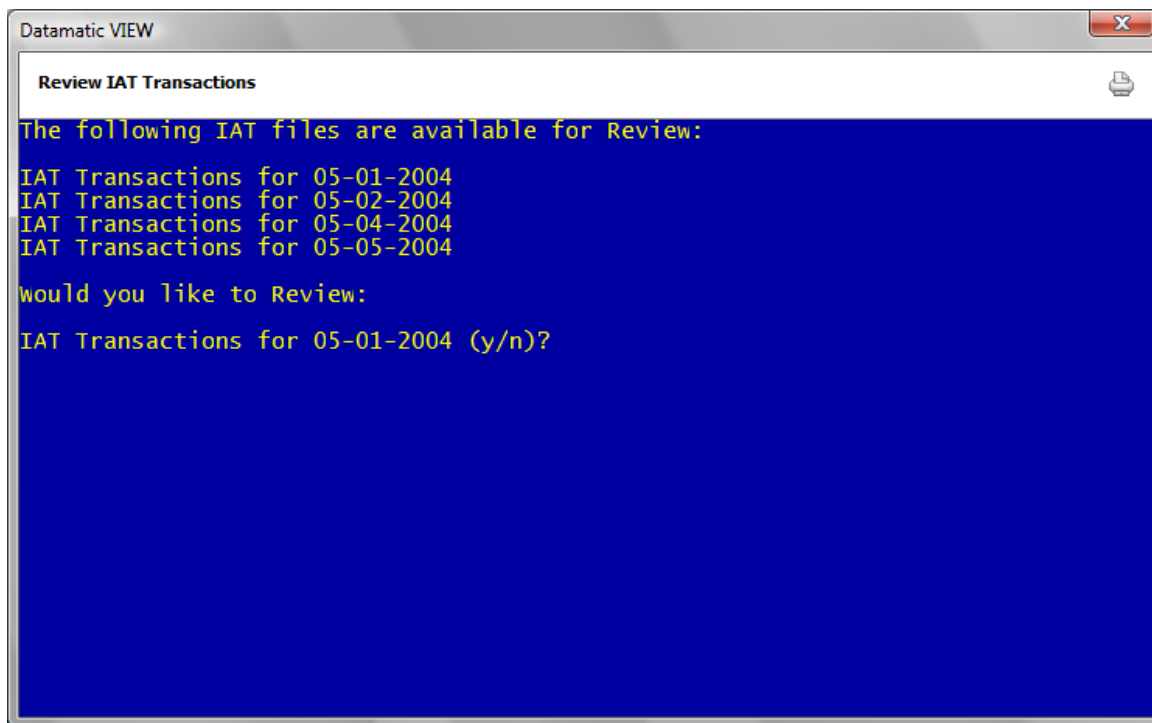 Datamatic VIEW
Review IAT Transactions
The following IAT files are available for Review:
IAT Transactions for 05-01-2004
IAT Transactions for 05-02-2004
IAT Transactions for 05-04-2004
IAT Transactions for 05-05-2004
Would you like to Review:
IAT Transactions for 05-01-2004 (y/n)?